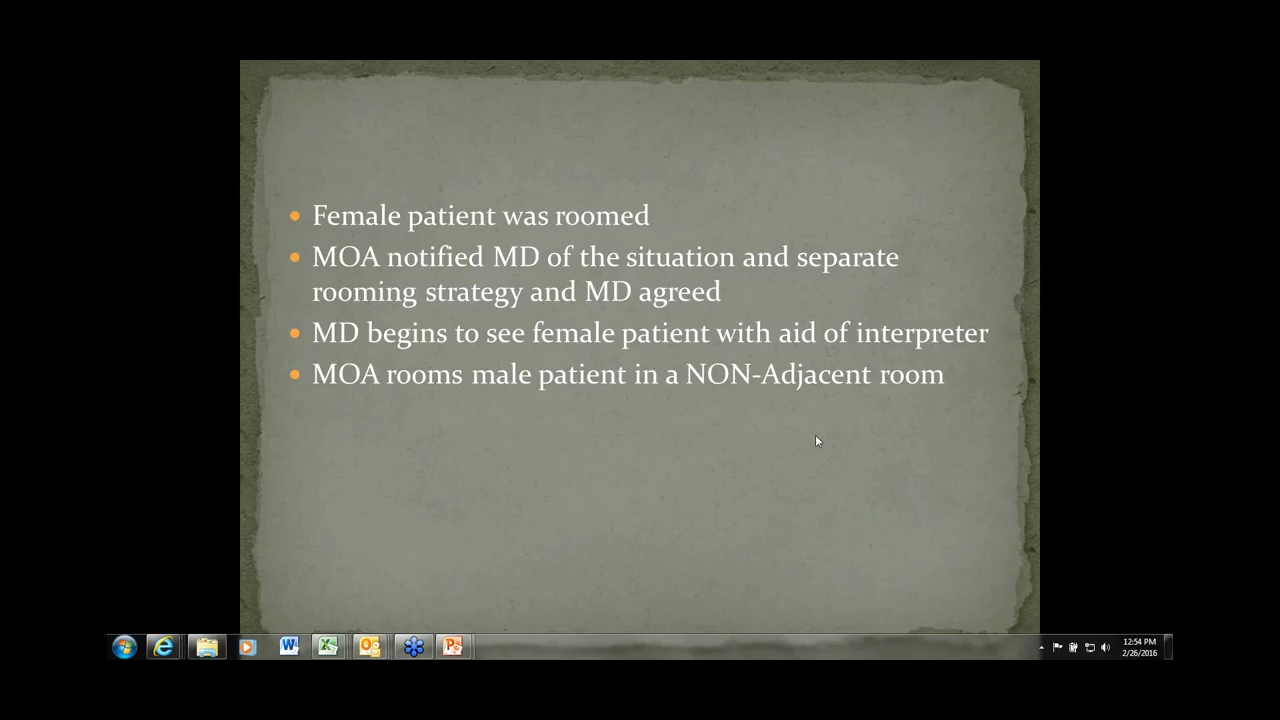 Female patient was roomed
MOA notified MD of the situation and separate
rooming strategy and MD agreed
MD begins to see female patient with aid of interpreter
MOA rooms male patient in a NON-Adjacent room
12:54 PM
2/26/2016